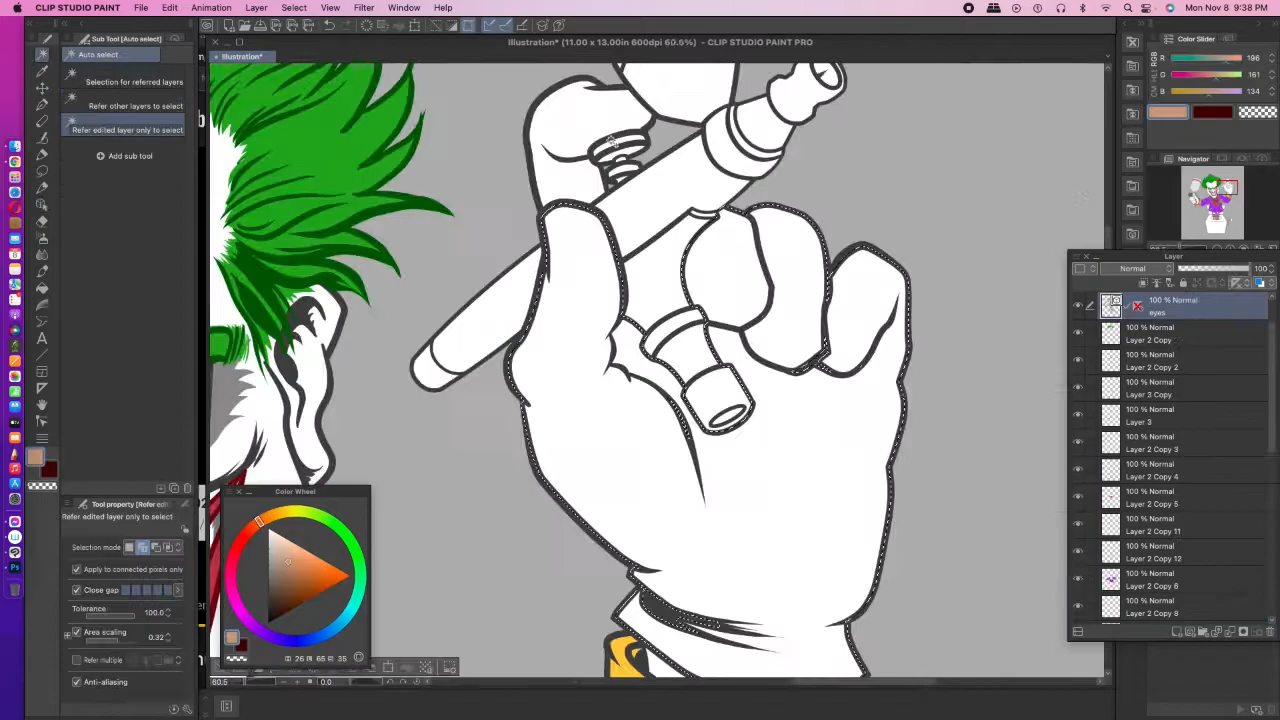 CLIP STUDIO PAINT File Edit Animation Layer Select View Filter Window Help Mon Nov 8 9:38 PM
Illustration* (11.00 x 13.00in 600dpi 60.5%) - CLIP STUDIO PAINT PRO
Illustration*
Sub Tool (Auto select)
Auto select
Selection for referred layers
Refer other layers to select
Refer edited layer only to select
Add sub tool
Tool property [Refer edi
Refer edited layer only to select
Selection mode
Apply to connected pixels only
Close gap
Tolerance 100.0
Area scaling 0.32
Refer multiple
Anti-aliasing
Color Wheel
26 65 35
60.5 0.0
Color Slider
RGB
R 196
G 161
B 134
Navigator
Layer
Normal 100
100 % Normal
eyes
100 % Normal
Layer 2 Copy
100 % Normal
Layer 2 Copy 2
100 % Normal
Layer 3 Copy
100 % Normal
Layer 3
100 % Normal
Layer 2 Copy 3
100 % Normal
Layer 2 Copy 4
100 % Normal
Layer 2 Copy 5
100 % Normal
Layer 2 Copy 11
100 % Normal
Layer 2 Copy 12
100 % Normal
Layer 2 Copy 6
100 % Normal
Layer 2 Copy 8